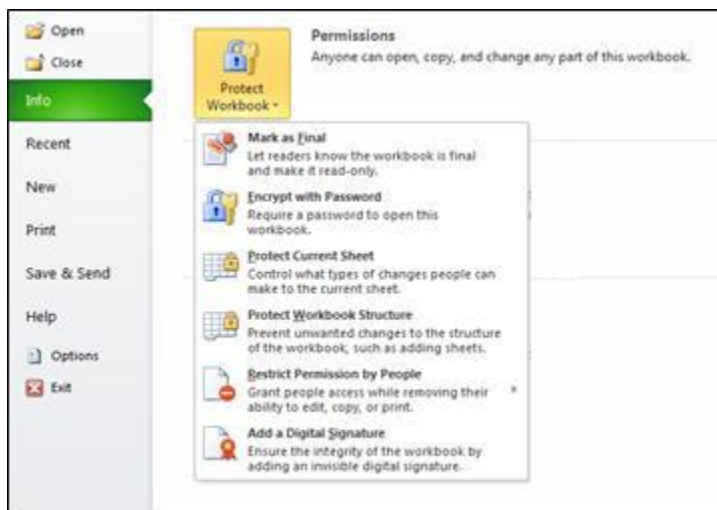 Open
Close
Info
Recent
New
Print
Save & Send
Help
Options
Exit
Protect
Workbook
Permissions
Anyone can open, copy, and change any part of this workbook.
Mark as Final
Let readers know the workbook is final
and make it read-only.
Encrypt with Password
Require a password to open this
workbook.
Protect Current Sheet
Control what types of changes people can
make to the current sheet.
Protect Workbook Structure
Prevent unwanted changes to the structure
of the workbook, such as adding sheets.
Restrict Permission by People
Grant people access while removing their
ability to edit, copy, or print.
Add a Digital Signature
Ensure the integrity of the workbook by
adding an invisible digital signature.